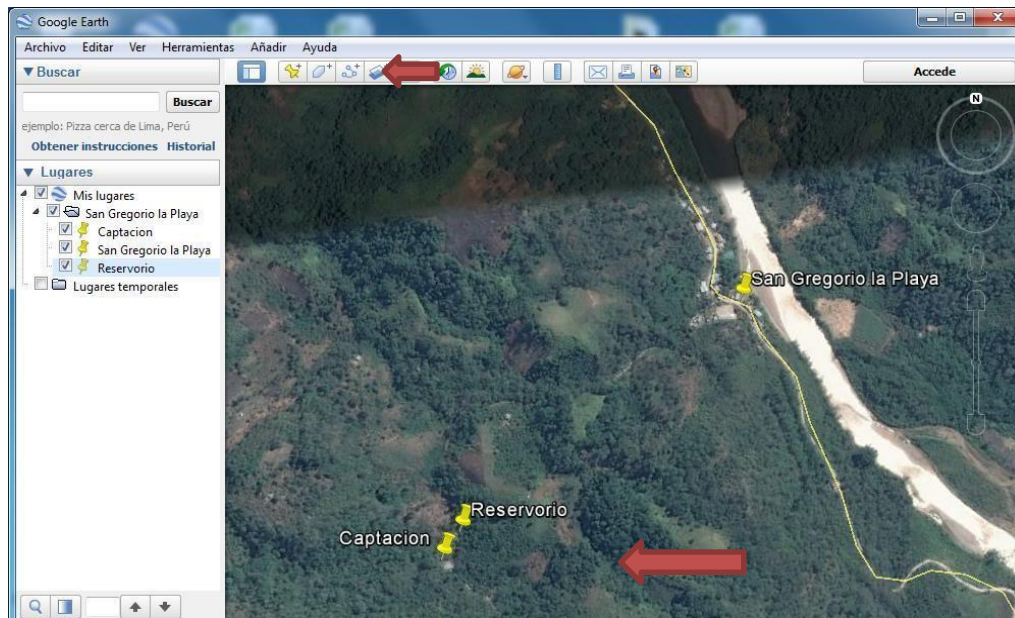 Google Earth
Archivo Editar Ver Herramientas Añadir Ayuda
▼ Buscar
Accede
Buscar
ejemplo: Pizza cerca de Lima, Perú
Obtener instrucciones Historial
▼ Lugares
Mis lugares
San Gregorio la Playa
Captacion
San Gregorio la Playa
Reservorio
Lugares temporales
N
San Gregorio la Playa
Reservorio
Captacion